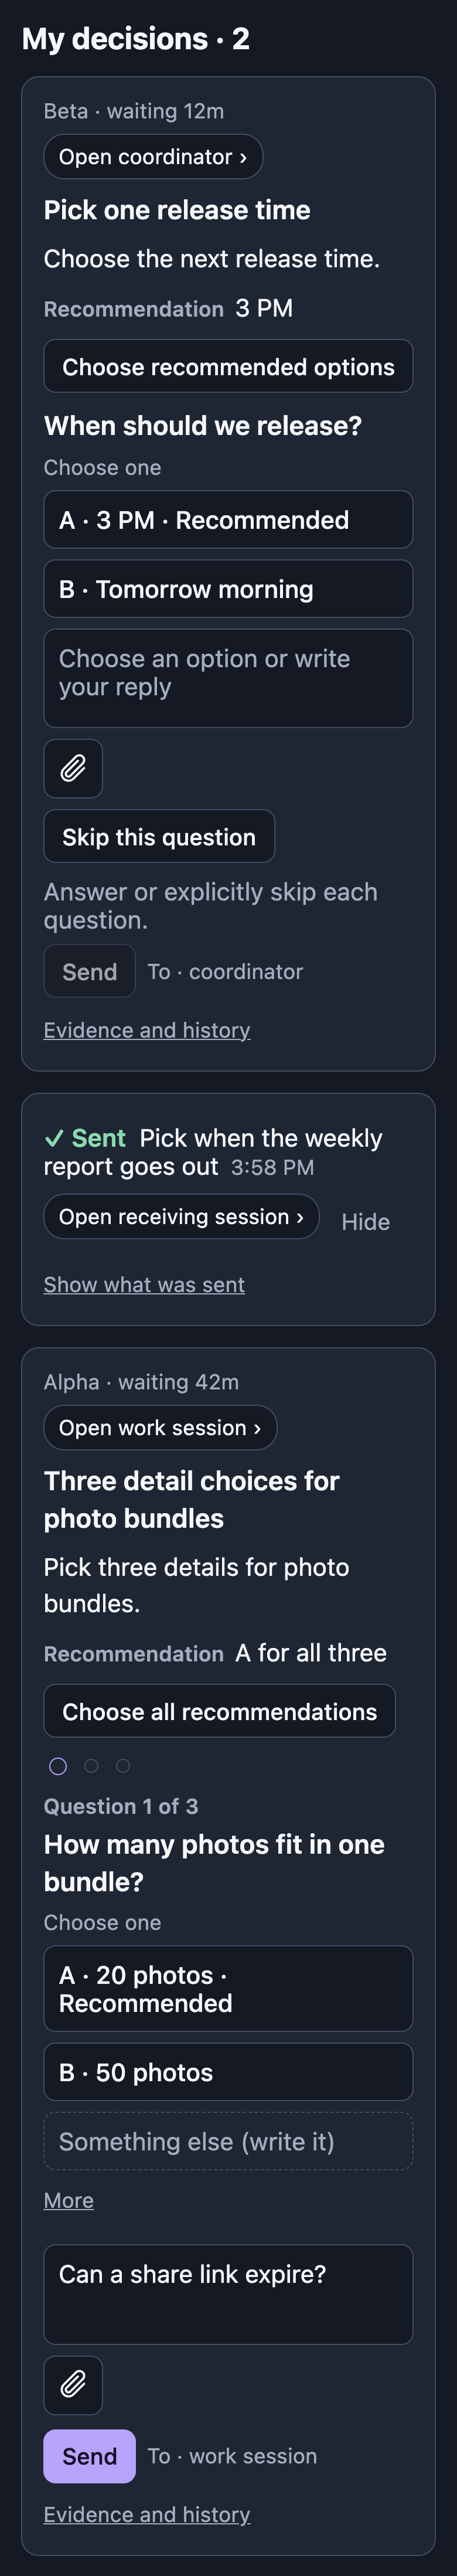 My decisions · 2
Beta · waiting 12m
Open coordinator ›
Pick one release time
Choose the next release time.
Recommendation 3 PM
Choose recommended options
When should we release?
Choose one
A · 3 PM · Recommended
B · Tomorrow morning
Choose an option or write
your reply
Skip this question
Answer or explicitly skip each
question.
Send To · coordinator
Evidence and history
✓ Sent Pick when the weekly
report goes out 3:58 PM
Open receiving session › Hide
Show what was sent
Alpha · waiting 42m
Open work session ›
Three detail choices for
photo bundles
Pick three details for photo
bundles.
Recommendation A for all three
Choose all recommendations
Question 1 of 3
How many photos fit in one
bundle?
Choose one
A · 20 photos ·
Recommended
B · 50 photos
Something else (write it)
More
Can a share link expire?
Send To · work session
Evidence and history